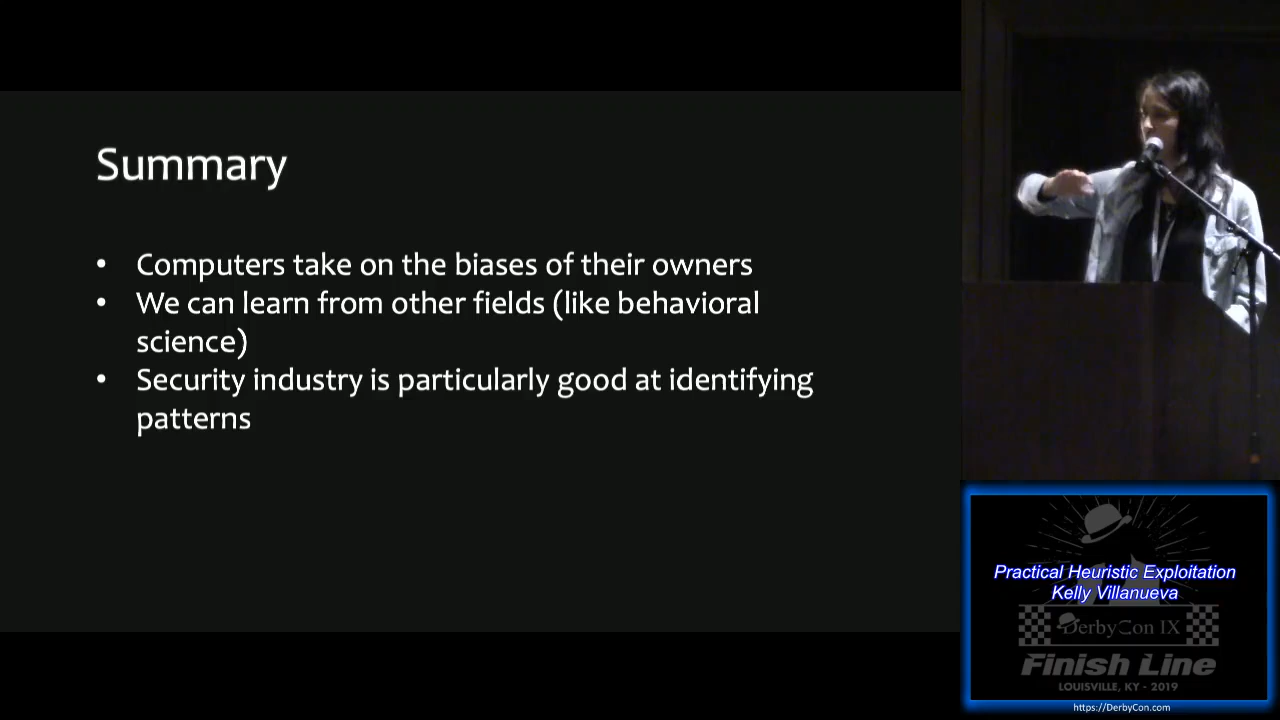 Summary
• Computers take on the biases of their owners
• We can learn from other fields (like behavioral
science)
• Security industry is particularly good at identifying
patterns
Practical Heuristic Exploitation
Kelly Villanueva
DerbyCon IX
Finish Line
LOUISVILLE, KY - 2019
https://DerbyCon.com